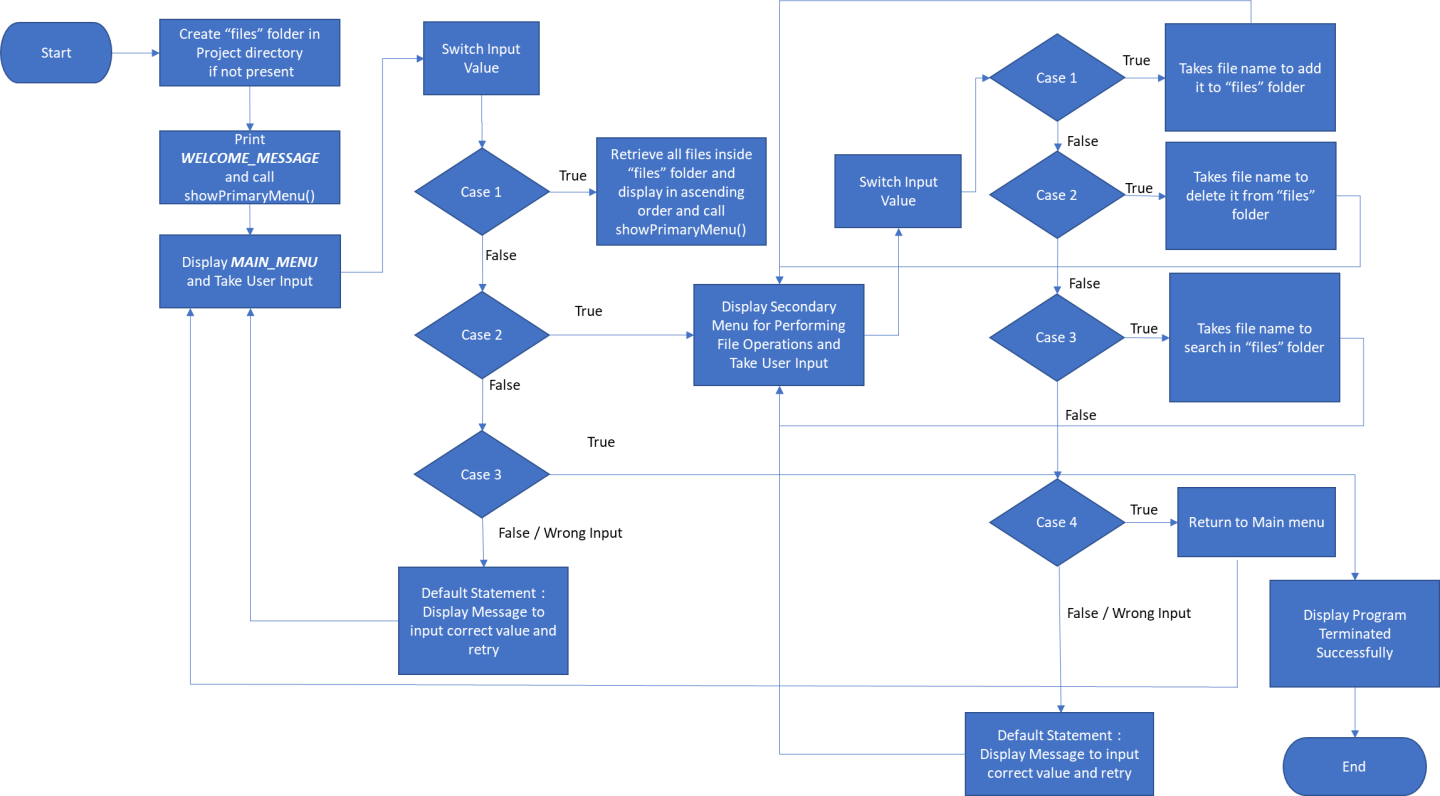 Start
Create “files” folder in
Project directory
if not present
Print
WELCOME_MESSAGE
and call
showPrimaryMenu()
Display MAIN_MENU
and Take User Input
Switch Input
Value
Case 1
True
Retrieve all files inside
“files” folder and
display in ascending
order and call
showPrimaryMenu()
False
Case 2
True
False
Case 3
True
False / Wrong Input
Default Statement :
Display Message to
input correct value and
retry
Display Secondary
Menu for Performing
File Operations and
Take User Input
Switch Input
Value
Case 1
True
Takes file name to add
it to “files” folder
False
Case 2
True
Takes file name to
delete it from “files”
folder
False
Case 3
True
Takes file name to
search in “files” folder
False
Case 4
True
Return to Main menu
False / Wrong Input
Default Statement :
Display Message to input
correct value and retry
Display Program
Terminated
Successfully
End